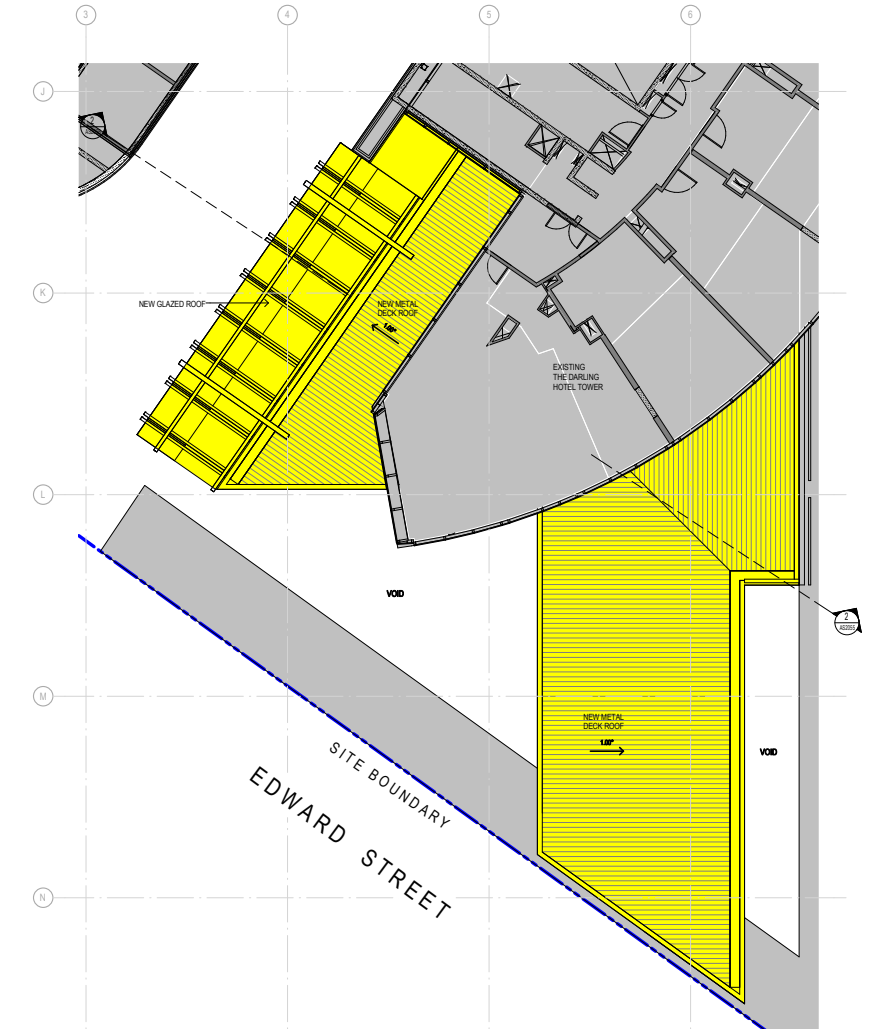 3
4
5
6
J
K
NEW GLAZED ROOF
NEW METAL
DECK ROOF
1.00°
EXISTING
THE DARLING
HOTEL TOWER
L
VOID
2
AS2055
M
NEW METAL
DECK ROOF
1.00°
VOID
SITE BOUNDARY
EDWARD STREET
N